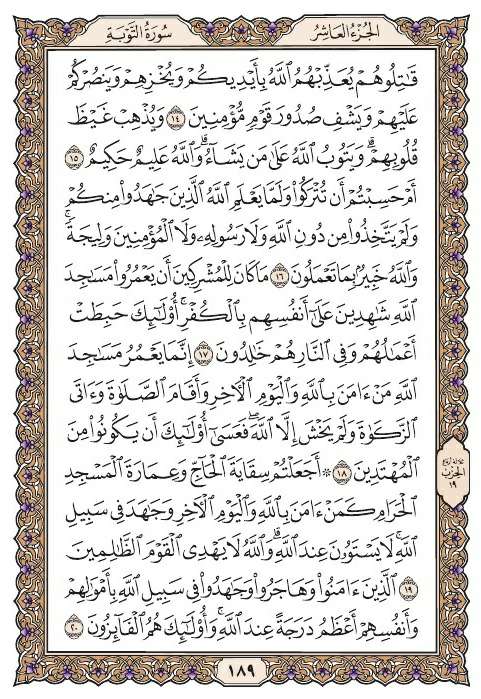 الجزء العاشر
سورة التوبة
قَٰتِلُوهُمۡ يُعَذِّبۡهُمُ ٱللَّهُ بِأَيۡدِيكُمۡ وَيُخۡزِهِمۡ وَيَنصُرۡكُمۡ
عَلَيۡهِمۡ وَيَشۡفِ صُدُورَ قَوۡمٖ مُّؤۡمِنِينَ ١٤ وَيُذۡهِبۡ غَيۡظَ
قُلُوبِهِمۡۗ وَيَتُوبُ ٱللَّهُ عَلَىٰ مَن يَشَآءُۗ وَٱللَّهُ عَلِيمٌ حَكِيمٌ ١٥
أَمۡ حَسِبۡتُمۡ أَن تُتۡرَكُواْ وَلَمَّا يَعۡلَمِ ٱللَّهُ ٱلَّذِينَ جَٰهَدُواْ مِنكُمۡ
وَلَمۡ يَتَّخِذُواْ مِن دُونِ ٱللَّهِ وَلَا رَسُولِهِۦ وَلَا ٱلۡمُؤۡمِنِينَ وَلِيجَةٗۚ
وَٱللَّهُ خَبِيرُۢ بِمَا تَعۡمَلُونَ ١٦ مَا كَانَ لِلۡمُشۡرِكِينَ أَن يَعۡمُرُواْ مَسَٰجِدَ
ٱللَّهِ شَٰهِدِينَ عَلَىٰٓ أَنفُسِهِم بِٱلۡكُفۡرِۚ أُوْلَٰٓئِكَ حَبِطَتۡ
أَعۡمَٰلُهُمۡ وَفِي ٱلنَّارِ هُمۡ خَٰلِدُونَ ١٧ إِنَّمَا يَعۡمُرُ مَسَٰجِدَ
ٱللَّهِ مَنۡ ءَامَنَ بِٱللَّهِ وَٱلۡيَوۡمِ ٱلۡأٓخِرِ وَأَقَامَ ٱلصَّلَوٰةَ وَءَاتَى
ٱلزَّكَوٰةَ وَلَمۡ يَخۡشَ إِلَّا ٱللَّهَۖ فَعَسَىٰٓ أُوْلَٰٓئِكَ أَن يَكُونُواْ مِنَ
ٱلۡمُهۡتَدِينَ ١٨ ۞ أَجَعَلۡتُمۡ سِقَايَةَ ٱلۡحَآجِّ وَعِمَارَةَ ٱلۡمَسۡجِدِ
ٱلۡحَرَامِ كَمَنۡ ءَامَنَ بِٱللَّهِ وَٱلۡيَوۡمِ ٱلۡأٓخِرِ وَجَٰهَدَ فِي سَبِيلِ
ٱللَّهِۚ لَا يَسۡتَوُۥنَ عِندَ ٱللَّهِۗ وَٱللَّهُ لَا يَهۡدِي ٱلۡقَوۡمَ ٱلظَّٰلِمِينَ
١٩ ٱلَّذِينَ ءَامَنُواْ وَهَاجَرُواْ وَجَٰهَدُواْ فِي سَبِيلِ ٱللَّهِ بِأَمۡوَٰلِهِمۡ
وَأَنفُسِهِمۡ أَعۡظَمُ دَرَجَةً عِندَ ٱللَّهِۚ وَأُوْلَٰٓئِكَ هُمُ ٱلۡفَآئِزُونَ ٢٠
ثلاثة أرباع
الحزب
١٩
١٨٩